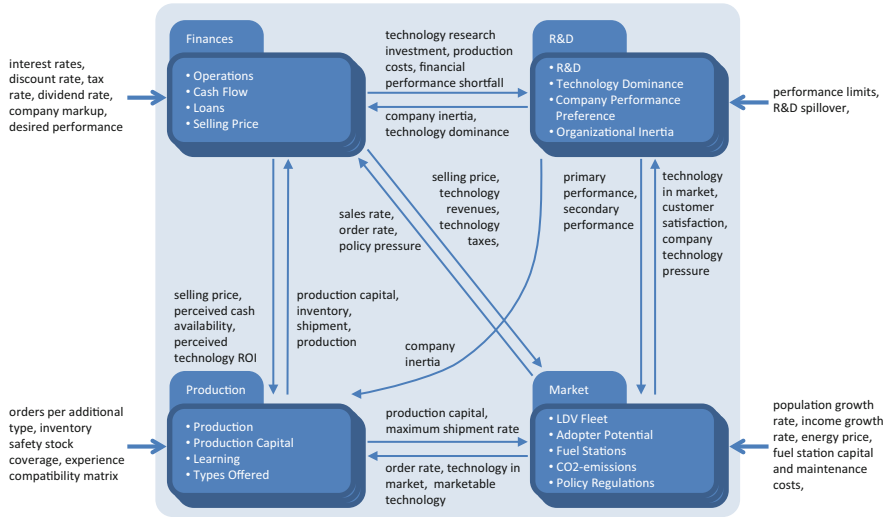 Finances
• Operations
• Cash Flow
• Loans
• Selling Price
R&D
• R&D
• Technology Dominance
• Company Performance
Preference
• Organizational Inertia
technology research
investment, production
costs, financial
performance shortfall
company inertia,
technology dominance
interest rates,
discount rate, tax
rate, dividend rate,
company markup,
desired performance
performance limits,
R&D spillover,
selling price,
technology
revenues,
technology
taxes,
sales rate,
order rate,
policy pressure
primary
performance,
secondary
performance
technology
in market,
customer
satisfaction,
company
technology
pressure
selling price,
perceived cash
availability,
perceived
technology ROI
production capital,
inventory,
shipment,
production
company
inertia
Production
• Production
• Production Capital
• Learning
• Types Offered
Market
• LDV Fleet
• Adopter Potential
• Fuel Stations
• CO2-emissions
• Policy Regulations
orders per additional
type, inventory
safety stock
coverage, experience
compatibility matrix
production capital,
maximum shipment rate
order rate, technology in
market, marketable
technology
population growth
rate, income growth
rate, energy price,
fuel station capital
and maintenance
costs,